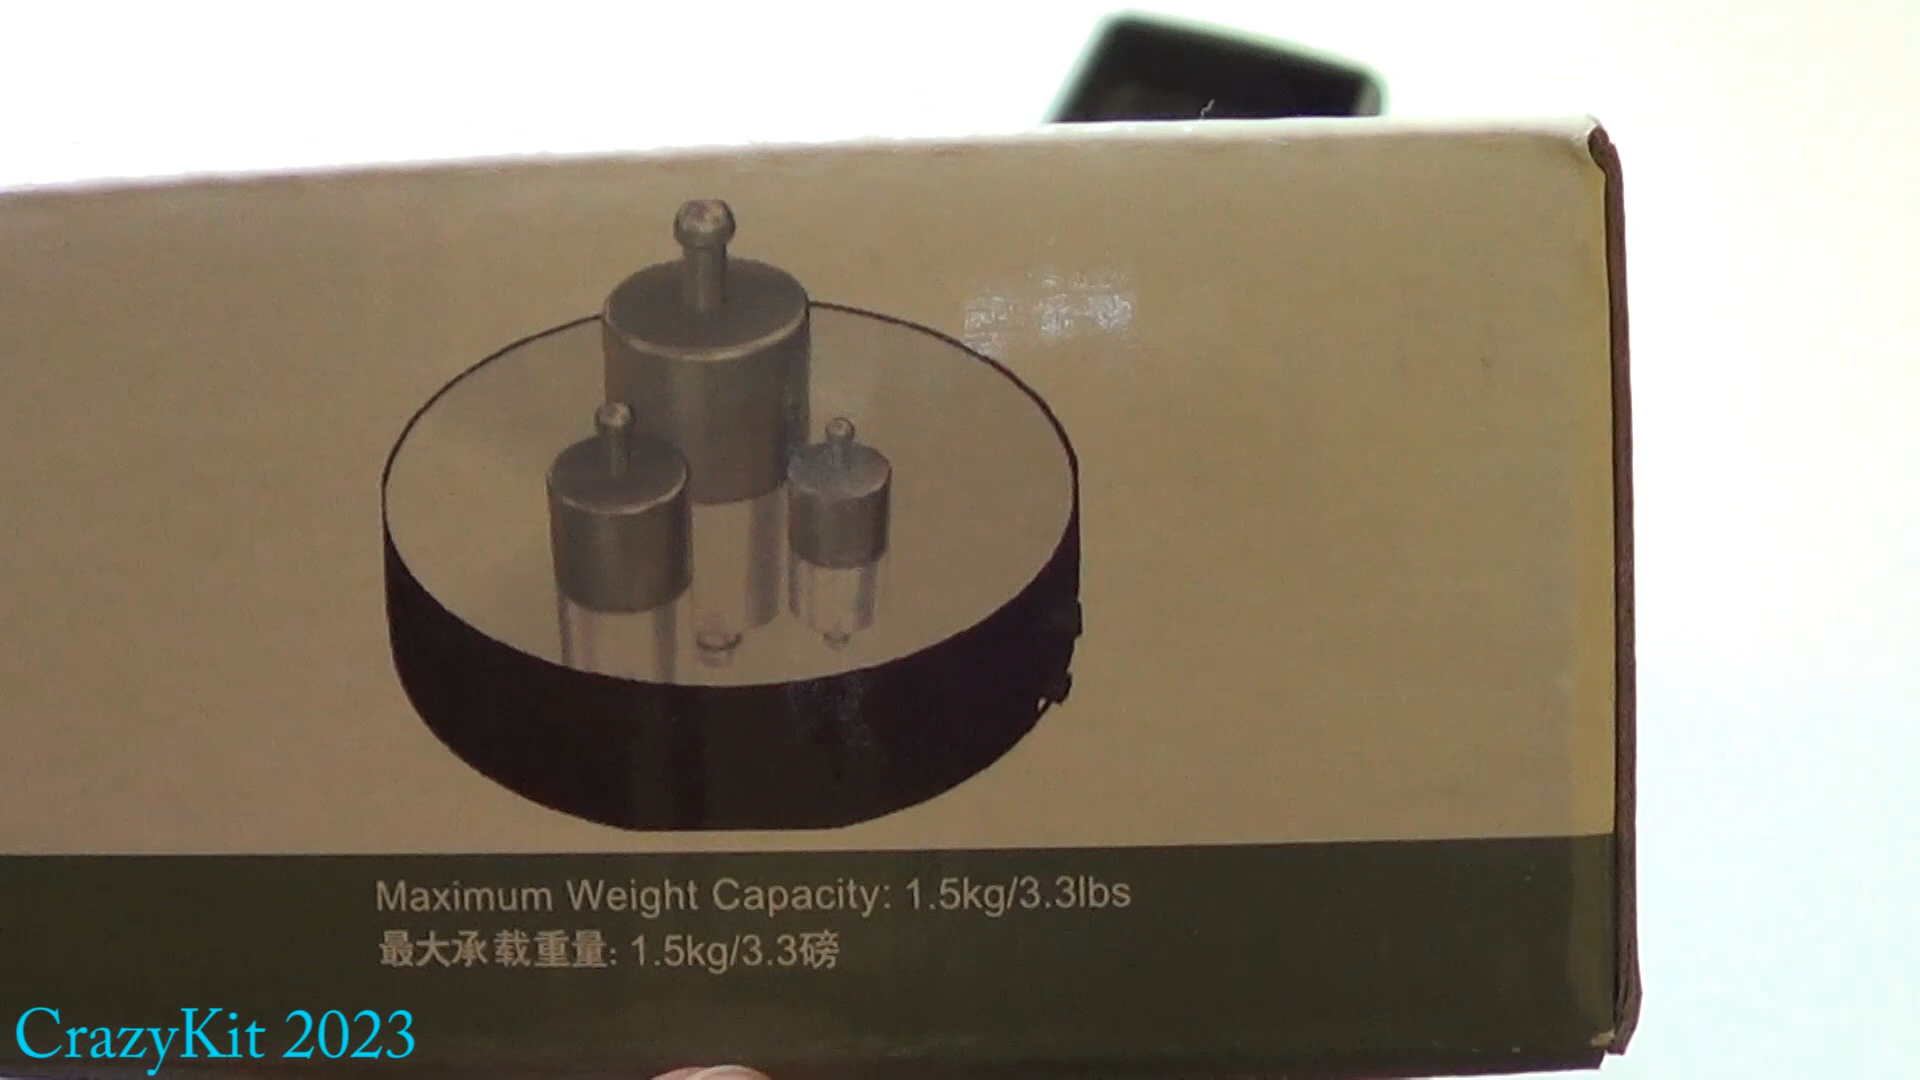 Maximum Weight Capacity: 1.5kg/3.3lbs
最大承载重量: 1.5kg/3.3磅
CrazyKit 2023